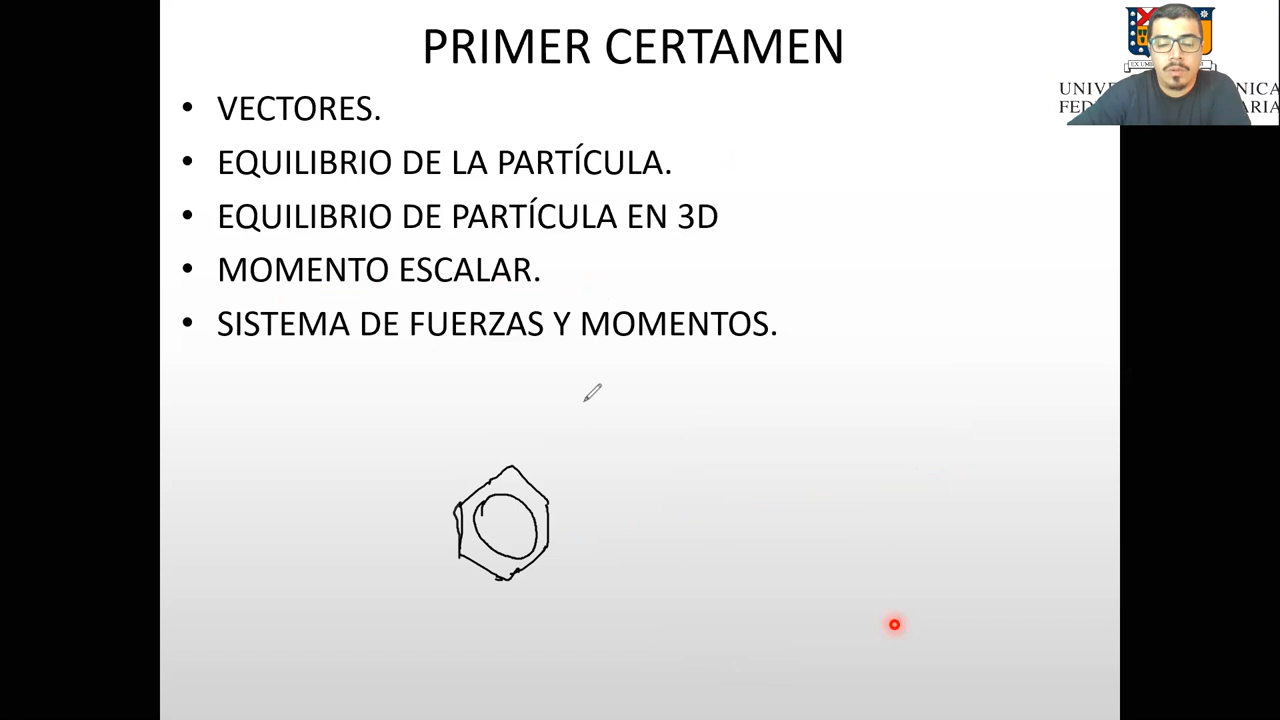 PRIMER CERTAMEN
• VECTORES.
• EQUILIBRIO DE LA PARTÍCULA.
• EQUILIBRIO DE PARTÍCULA EN 3D
• MOMENTO ESCALAR.
• SISTEMA DE FUERZAS Y MOMENTOS.